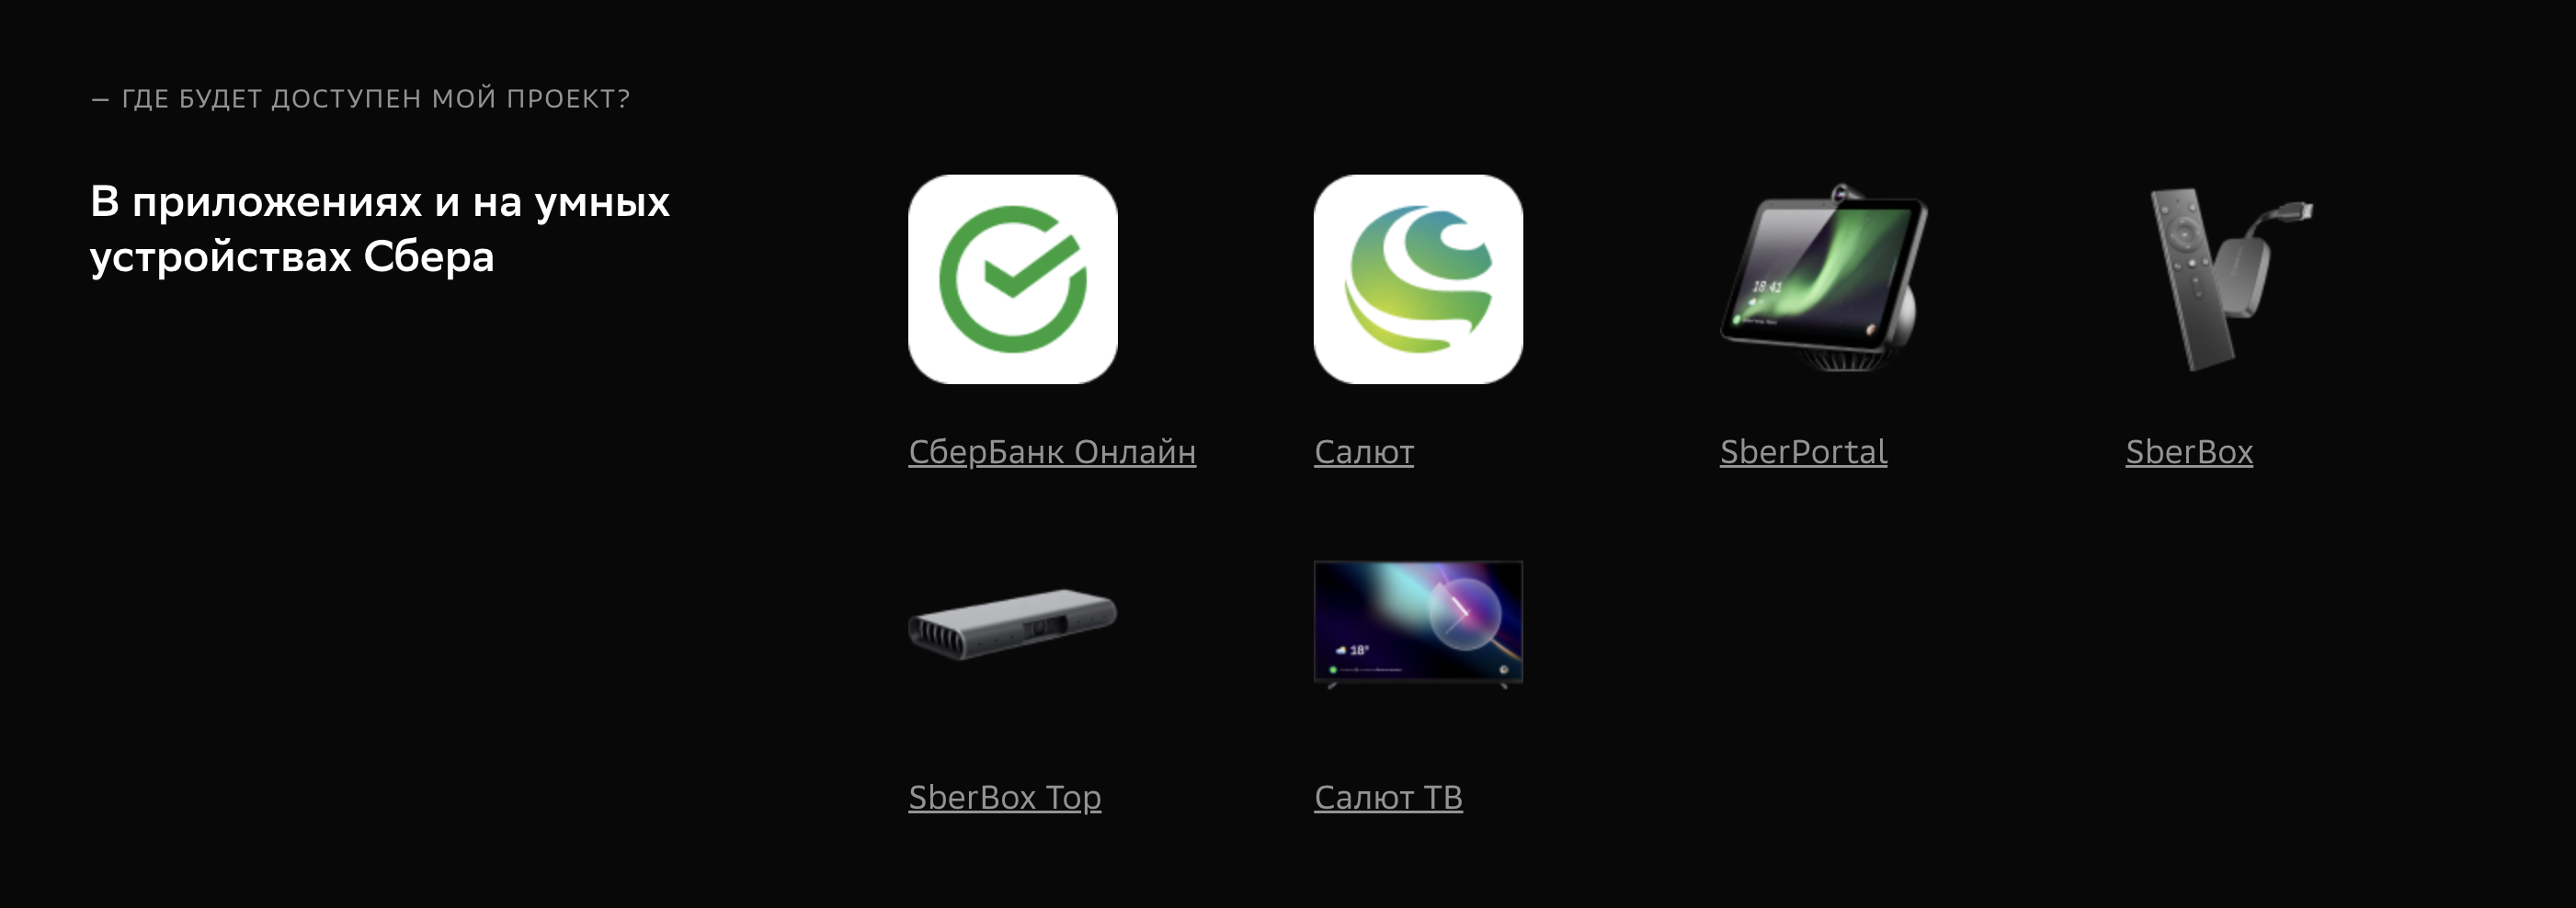 — ГДЕ БУДЕТ ДОСТУПЕН МОЙ ПРОЕКТ?
В приложениях и на умных
устройствах Сбера
18 41
СберБанк Онлайн
Салют
SberPortal
SberBox
18°
SberBox Top
Салют ТВ